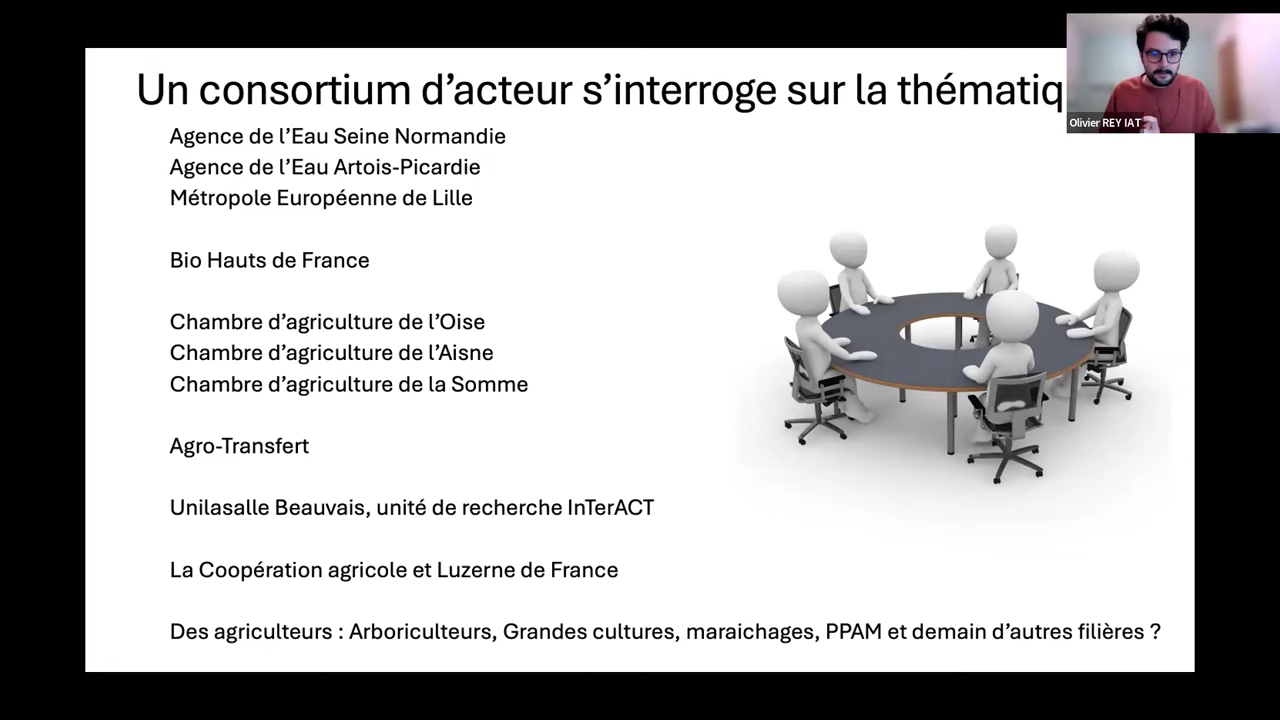 Un consortium d’acteur s’interroge sur la thématiq
Olivier REY IAT
Agence de l’Eau Seine Normandie
Agence de l’Eau Artois-Picardie
Métropole Européenne de Lille
Bio Hauts de France
Chambre d’agriculture de l’Oise
Chambre d’agriculture de l’Aisne
Chambre d’agriculture de la Somme
Agro-Transfert
Unilasalle Beauvais, unité de recherche InTerACT
La Coopération agricole et Luzerne de France
Des agriculteurs : Arboriculteurs, Grandes cultures, maraichages, PPAM et demain d’autres filières ?